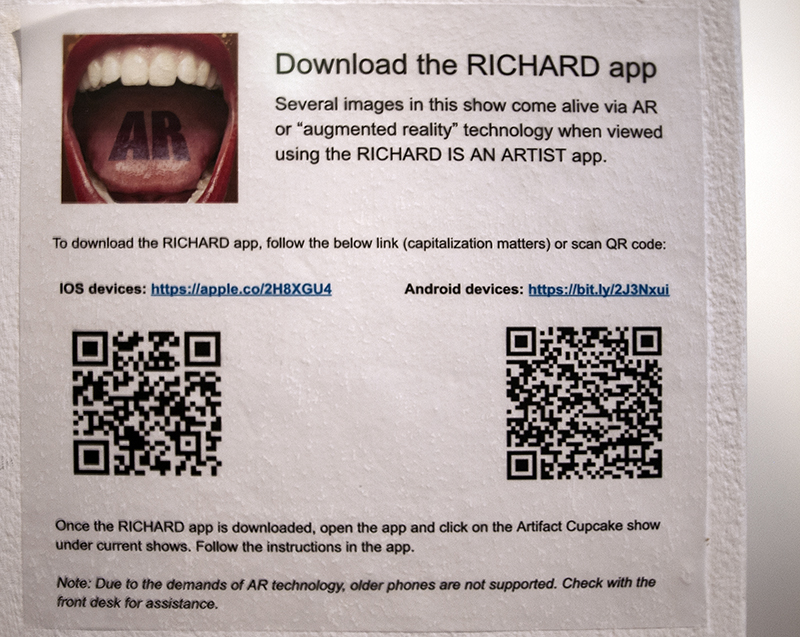 AR
Download the RICHARD app
Several images in this show come alive via AR
or “augmented reality” technology when viewed
using the RICHARD IS AN ARTIST app.
To download the RICHARD app, follow the below link (capitalization matters) or scan QR code:
IOS devices: https://apple.co/2H8XGU4
Android devices: https://bit.ly/2J3Nxui
Once the RICHARD app is downloaded, open the app and click on the Artifact Cupcake show
under current shows. Follow the instructions in the app.
Note: Due to the demands of AR technology, older phones are not supported. Check with the
front desk for assistance.